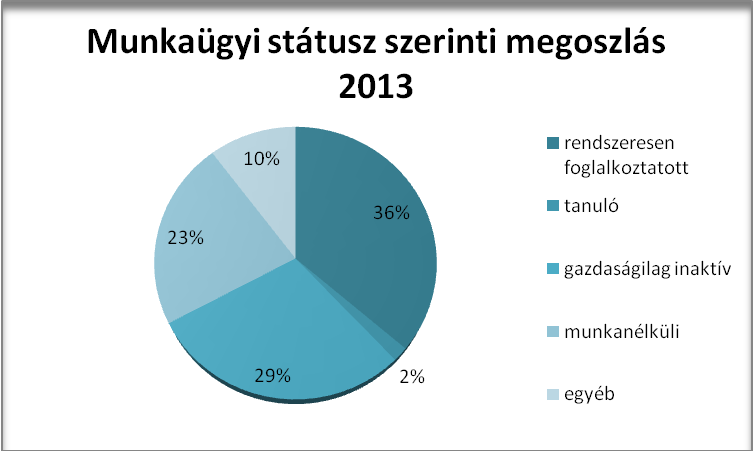 Munkaügyi státusz szerinti megoszlás
2013
10%
36%
23%
29%
2%
rendszeresen
foglalkoztatott
tanuló
gazdaságilag inaktív
munkanélküli
egyéb